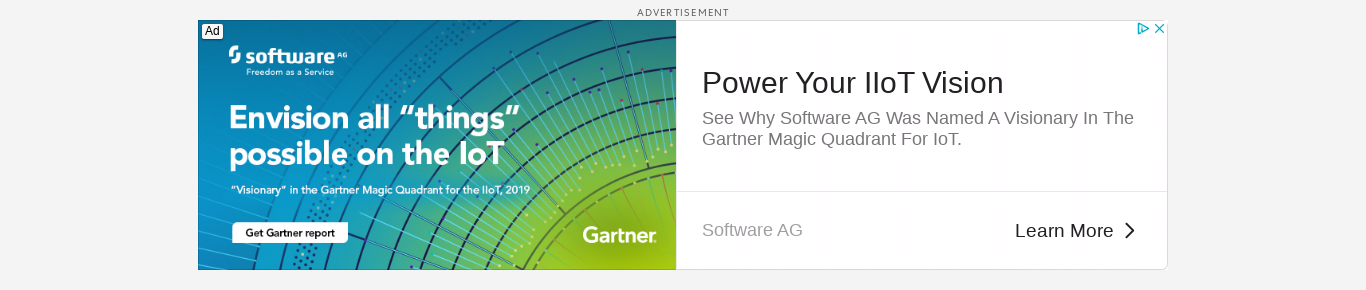 ADVERTISEMENT
Ad
software AG
Freedom as a Service
Envision all “things”
possible on the IoT
“Visionary” in the Gartner Magic Quadrant for the IIoT, 2019
Get Gartner report
Gartner.
Power Your IIoT Vision
See Why Software AG Was Named A Visionary In The
Gartner Magic Quadrant For IoT.
Software AG
Learn More